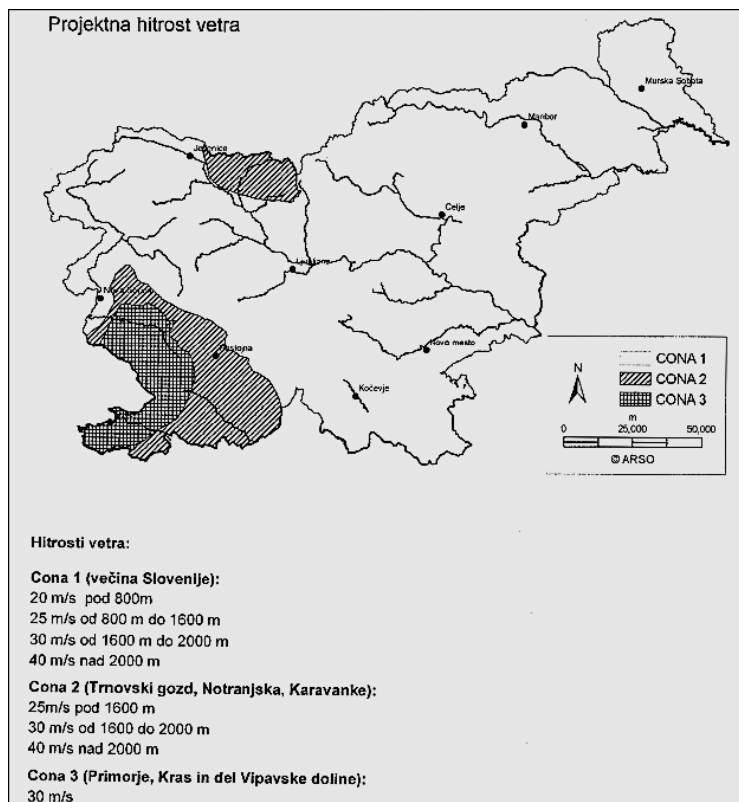 Projektna hitrost vetra
Murska Sobota
Maribor
Jesenice
Celje
Ljubljana
Nova Gorica
Postojna
Novo mesto
Kočevje
N
CONA 1
CONA 2
CONA 3
m
0 25,000 50,000
© ARSO
Hitrosti vetra:
Cona 1 (večina Slovenije):
20 m/s pod 800m
25 m/s od 800 m do 1600 m
30 m/s od 1600 m do 2000 m
40 m/s nad 2000 m
Cona 2 (Trnovski gozd, Notranjska, Karavanke):
25m/s pod 1600 m
30 m/s od 1600 do 2000 m
40 m/s nad 2000 m
Cona 3 (Primorje, Kras in del Vipavske doline):
30 m/s